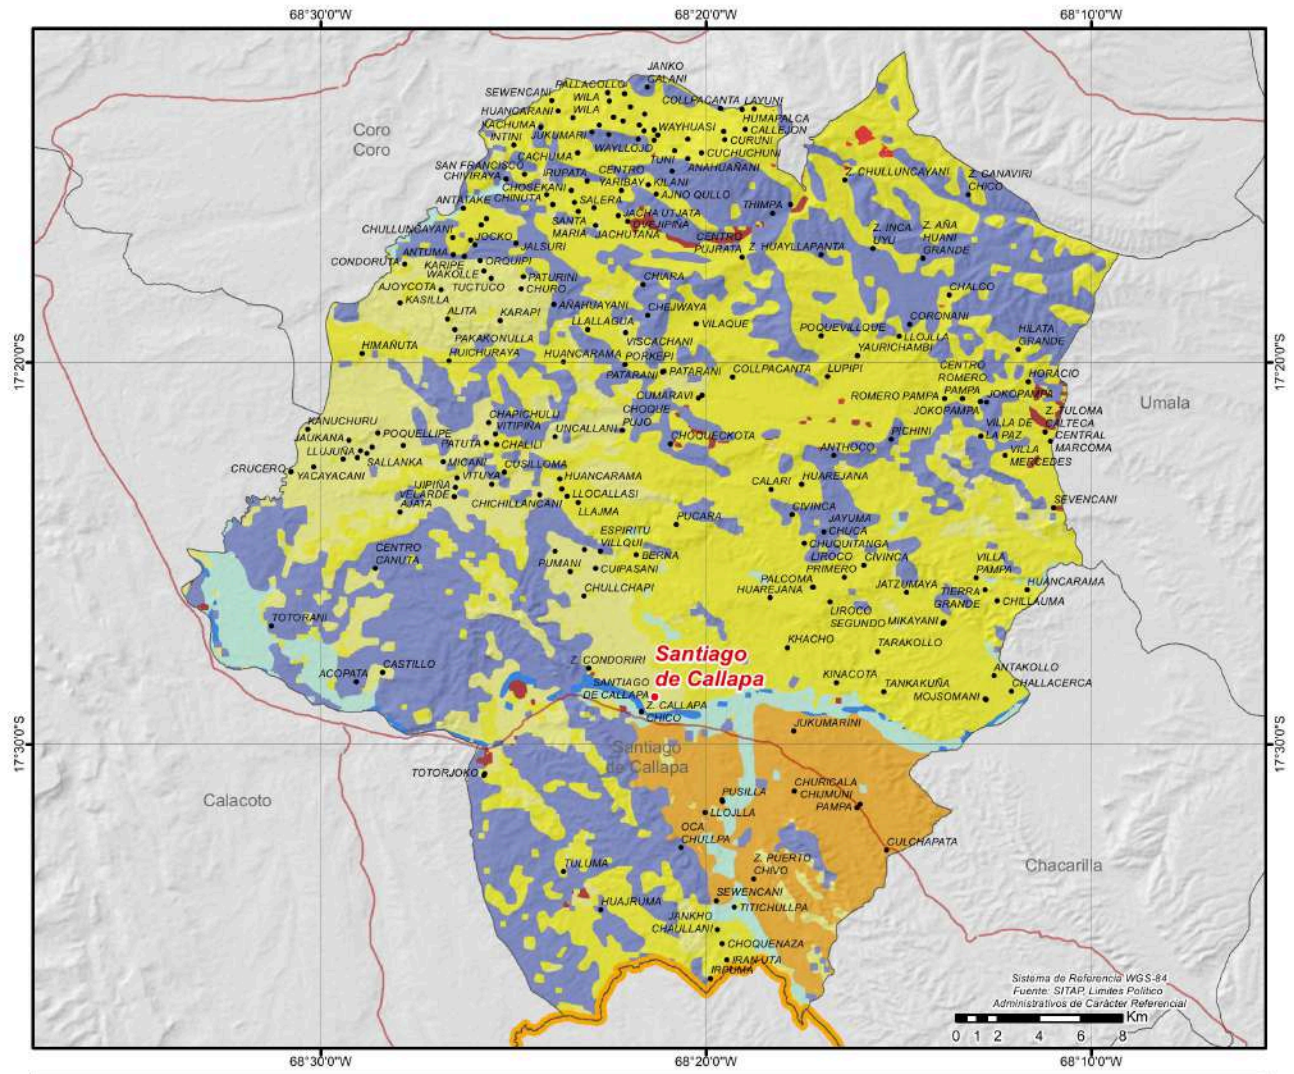 68°30'0"W
68°20'0"W
68°10'0"W
JANKO
CALANI
PALLACOLLO
SEWENCANI
WILA
COLLPACANTA
LAYUNI
HUANCARANI
WILA
HUMAPALCA
KACHUMA
WAYHUASI
CALLEJON
INTINI
JUKUMARI
CURUNI
WAYLLOJO
Coro
Coro
CACHUMA
TUNI
CUCHUCHUNI
SAN FRANCISCO
IRUPATA
CENTRO
ANAHUAÑANI
CHIVIRAYA
YARIBAY
KILANI
Z. CHULLUNCAYANI
Z. CANAVIRI
CHICO
CHOSEKANI
AJNO QULLO
ANTATAKE
CHINUTA
SALERA
THIMPA
JACHA UTJATA
SANTA
MARIA
OVEJIPIÑA
CHULLUNCAYANI
JACHUTANA
CENTRO
PUJRATA
Z. INCA
UYU
Z. AÑA
HUANI
GRANDE
JOCKO
JALSURI
Z. HUAYLLAPANTA
ANTUMA
CONDORUTA
KARIPE
ORQUIPI
WAKOLLE
PATURINI
CHIARA
AJOYCOTA
TUCTUCO
CHURO
CHALCO
KASILLA
AÑAHUAYANI
CHEJWAYA
ALITA
KARAPI
LLALLAGUA
VILAQUE
POQUEVILLQUE
CORONANI
PAKAKONULLA
VISCACHANI
LLOJLLA
HILATA
GRANDE
17°20'0"S
HIMAÑUTA
HUICHURAYA
HUANCARAMA
PORKEPI
YAURICHAMBI
17°20'0"S
PATARANI
PATARANI
COLLPACANTA
LUPIPI
CENTRO
ROMERO
PAMPA
HORACIO
CUMARAVI
ROMERO PAMPA
JOKOPAMPA
JOKOPAMPA
Umala
CHAPICHULLI
CHOQUE
PUJO
Z. TULOMA
CALTECA
KANUCHURU
VITIPIÑA
UNCALLANI
VILLA DE
LA PAZ
JAUKANA
POQUELLIPE
PATUTA
CHALILI
CHOQUECKOTA
PICHINI
CENTRAL
MARCOMA
LLUJUÑA
SALLANKA
MICANI
ANTHOCO
VILLA
MERCEDES
CRUCERO
YACAYACANI
CUSILLOMA
VITUYA
HUANCARAMA
CALARI
HUAREJANA
UJIPIÑA
VELARDE
LLOCALLASI
AJATA
CHICHILLANCANI
LLAJMA
SEVENCANI
PUCARA
CIVINCA
JAYUMA
CHUCA
ESPIRITU
VILLQUI
CHUQUITANGA
CENTRO
CANUTA
BERNA
LIROCO
PRIMERO
CIVINCA
VILLA
PAMPA
PUMANI
CUIPASANI
PALCOMA
HUAREJANA
JATZUMAYA
TIERRA
GRANDE
HUANCARAMA
CHULLCHAPI
CHILLAUMA
LIROCO
SEGUNDO
MIKAYANI
TOTORANI
KHACHO
TARAKOLLO
Santiago
de Callapa
Z. CONDORIRI
ACOPATA
CASTILLO
SANTIAGO
DE CALLAPA
KINACOTA
ANTAKOLLO
TANKAKUÑA
CHALLACERCA
MOJSOMANI
Z. CALLAPA
CHICO
JUKUMARINI
17°30'0"S
17°30'0"S
Santiago
de Callapa
TOTORJOKO
Calacoto
PUSILLA
CHURICALA
CHIJMUNI
PAMPA
LLOJLLA
OCA
CHULLPA
CULCHAPATA
Z. PUERTO
CHIVO
Chacarilla
TULUMA
SEWENCANI
HUAJRUMA
TITICHULLPA
JANKHO
CHAULLANI
CHOQUENAZA
IRAN UTA
IRPUMA
Sistema de Referencia WGS-84
Fuente: SITAP, Limites Político
Administrativos de Carácter Referencial
Km
0 1 2 4 6 8
68°30'0"W
68°20'0"W
68°10'0"W